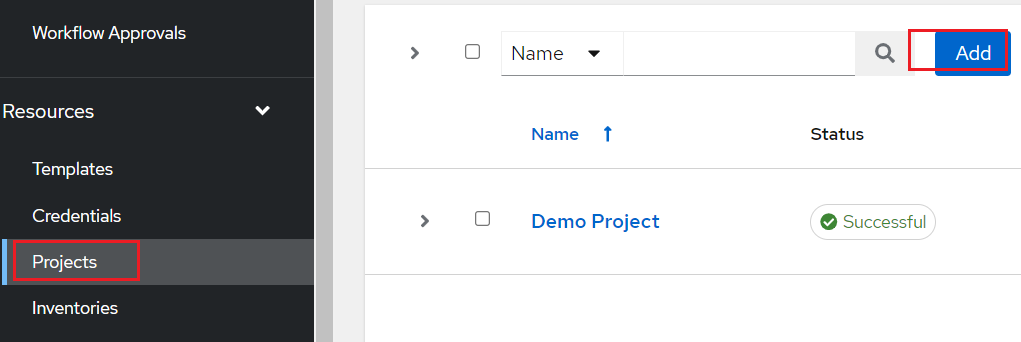 Workflow Approvals
Resources
Templates
Credentials
Projects
Inventories
Name Add
Name Status
Demo Project Successful